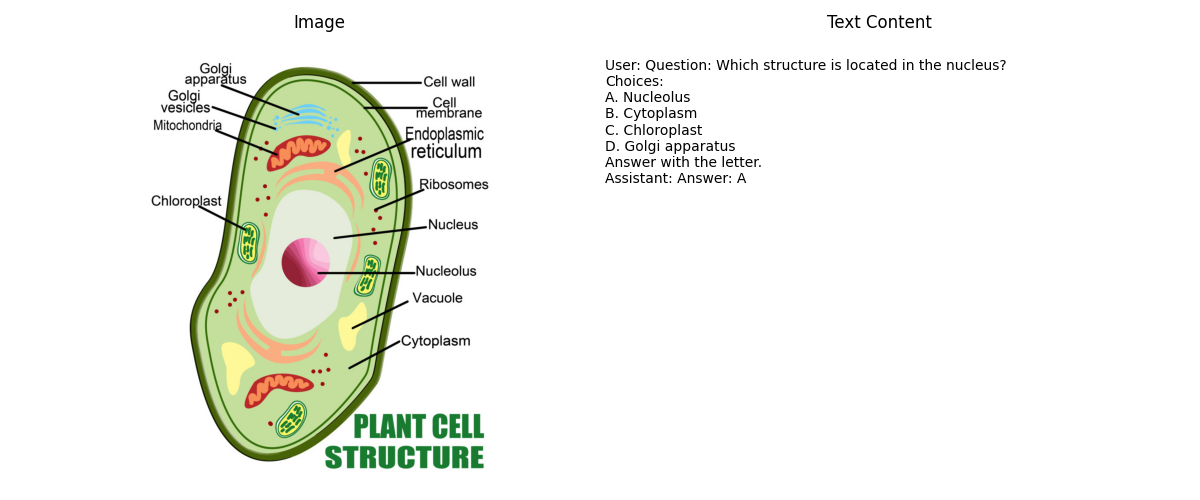 Image
Golgi
apparatus
Golgi
vesicles
Mitochondria
Chloroplast
Cell wall
Cell
membrane
Endoplasmic
reticulum
Ribosomes
Nucleus
Nucleolus
Vacuole
Cytoplasm
PLANT CELL
STRUCTURE
Text Content
User: Question: Which structure is located in the nucleus?
Choices:
A. Nucleolus
B. Cytoplasm
C. Chloroplast
D. Golgi apparatus
Answer with the letter.
Assistant: Answer: A